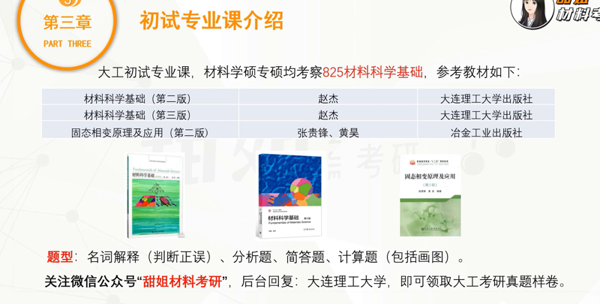 第三章
PART THREE
初试专业课介绍
甜姐
材料考
大工初试专业课，材料学硕专硕均考察825材料科学基础，参考教材如下：
材料科学基础（第二版） 赵杰 大连理工大学出版社
材料科学基础（第三版） 赵杰 大连理工大学出版社
固态相变原理及应用（第二版） 张贵锋、黄昊 冶金工业出版社
材料科学基础
材料科学基础
固态相变原理及应用
题型：名词解释（判断正误）、分析题、简答题、计算题（包括画图）。
关注微信公众号“甜姐材料考研”，后台回复：大连理工大学，即可领取大工考研真题样卷。